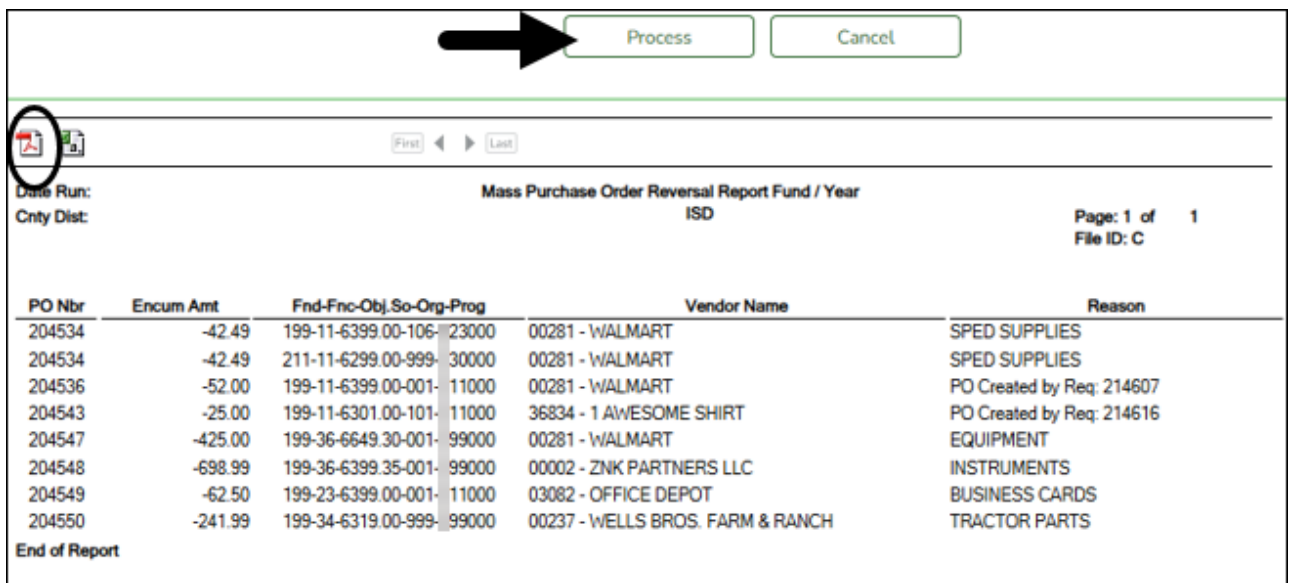 Process Cancel
First Last
Date Run: Mass Purchase Order Reversal Report Fund / Year
Cnty Dist: ISD Page: 1 of 1
File ID: C
PO Nbr Encum Amt Fnd-Fnc-Obj.So-Org-Prog Vendor Name Reason
204534 -42.49 199-11-6399.00-106- 23000 00281 - WALMART SPED SUPPLIES
204534 -42.49 211-11-6299.00-999- 30000 00281 - WALMART SPED SUPPLIES
204536 -52.00 199-11-6399.00-001- 11000 00281 - WALMART PO Created by Req: 214607
204543 -25.00 199-11-6301.00-101- 11000 36834 - 1 AWESOME SHIRT PO Created by Req: 214616
204547 -425.00 199-36-6649.30-001- 99000 00281 - WALMART EQUIPMENT
204548 -698.99 199-36-6399.35-001- 99000 00002 - ZNK PARTNERS LLC INSTRUMENTS
204549 -62.50 199-23-6399.00-001- 11000 03082 - OFFICE DEPOT BUSINESS CARDS
204550 -241.99 199-34-6319.00-999- 99000 00237 - WELLS BROS. FARM & RANCH TRACTOR PARTS
End of Report